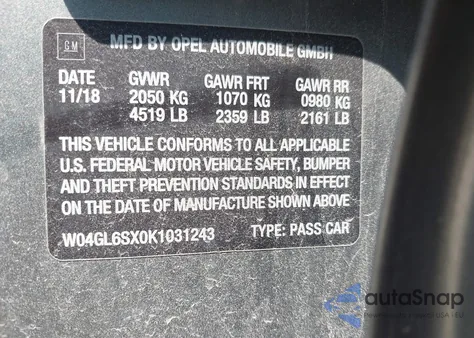 GM
MFD BY OPEL AUTOMOBILE GMBH
DATE GVWR GAWR FRT GAWR RR
11/18 2050 KG 1070 KG 0980 KG
4519 LB 2359 LB 2161 LB
THIS VEHICLE CONFORMS TO ALL APPLICABLE
U.S. FEDERAL MOTOR VEHICLE SAFETY, BUMPER
AND THEFT PREVENTION STANDARDS IN EFFECT
ON THE DATE OF MANUFACTURE SHOWN ABOVE
W04GL6SX0K1031243 TYPE: PASS CAR
autoSnap